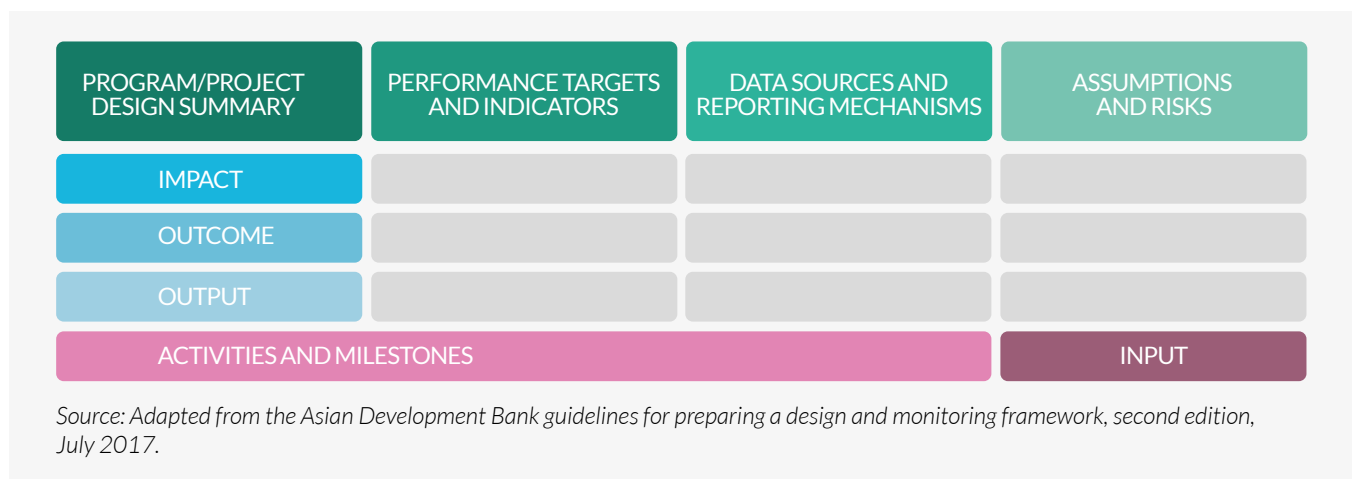 PROGRAM/PROJECT
DESIGN SUMMARY
PERFORMANCE TARGETS
AND INDICATORS
DATA SOURCES AND
REPORTING MECHANISMS
ASSUMPTIONS
AND RISKS
IMPACT
OUTCOME
OUTPUT
ACTIVITIES AND MILESTONES
INPUT
Source: Adapted from the Asian Development Bank guidelines for preparing a design and monitoring framework, second edition,
July 2017.